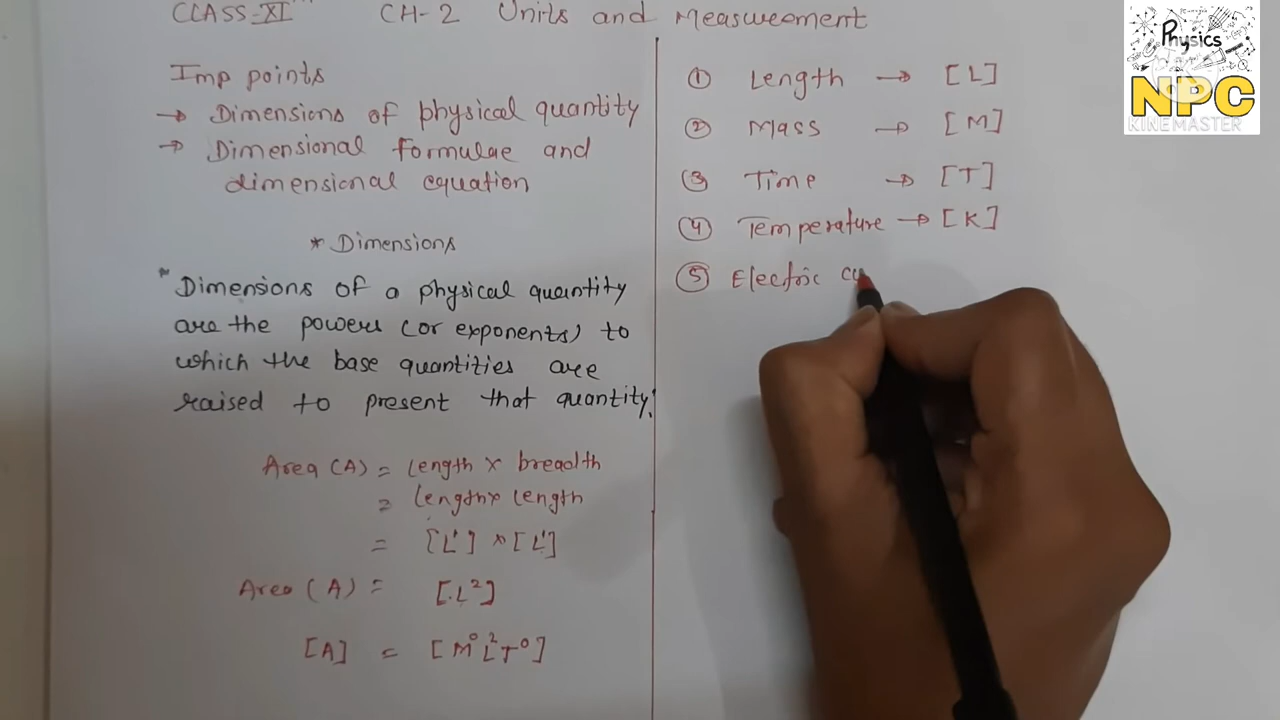 CLASS-XI CH-2 Units and Measurement
Imp points
→ Dimensions of physical quantity
→ Dimensional formulae and
dimensional equation
* Dimensions
"Dimensions of a physical quantity
are the powers (or exponents) to
which the base quantities are
raised to present that quantity."
Area (A) = length × breadth
= length × length
= [L¹] × [L¹]
Area (A) = [L²]
[A] = [M⁰L²T⁰]
① Length → [L]
② Mass → [M]
③ Time → [T]
④ Temperature → [K]
⑤ Electric cu
Physics
NPC
KINEMASTER